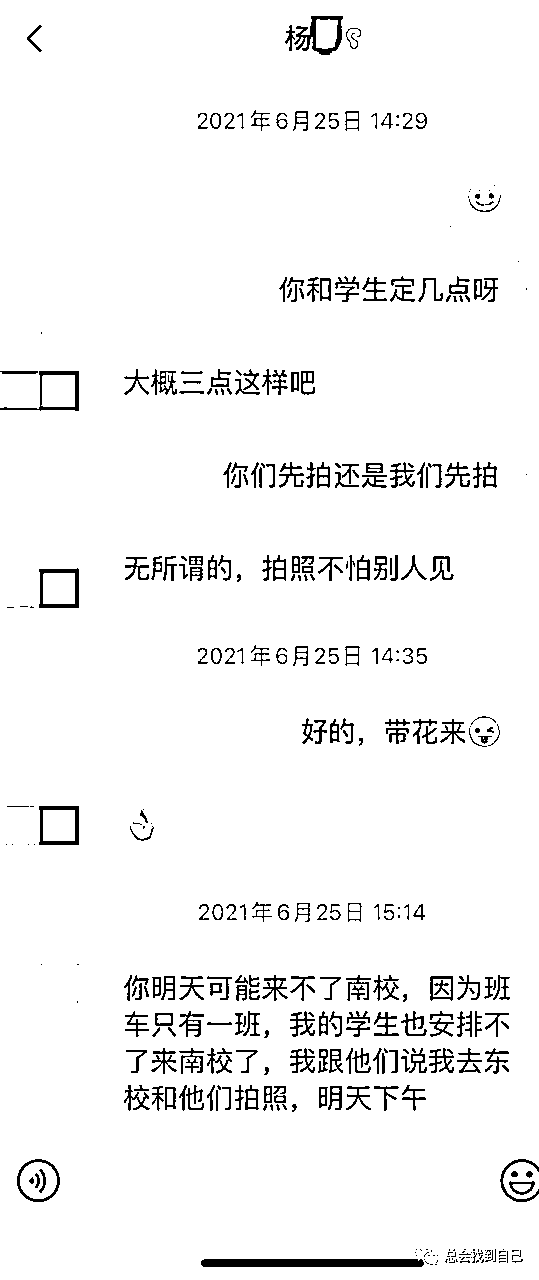 杨
2021年6月25日 14:29
你和学生定几点呀
大概三点这样吧
你们先拍还是我们先拍
无所谓的，拍照不怕别人见
2021年6月25日 14:35
好的，带花来
2021年6月25日 15:14
你明天可能来不了南校，因为班
车只有一班，我的学生也安排不
了来南校了，我跟他们说我去东
校和他们拍照，明天下午
总会找到自己